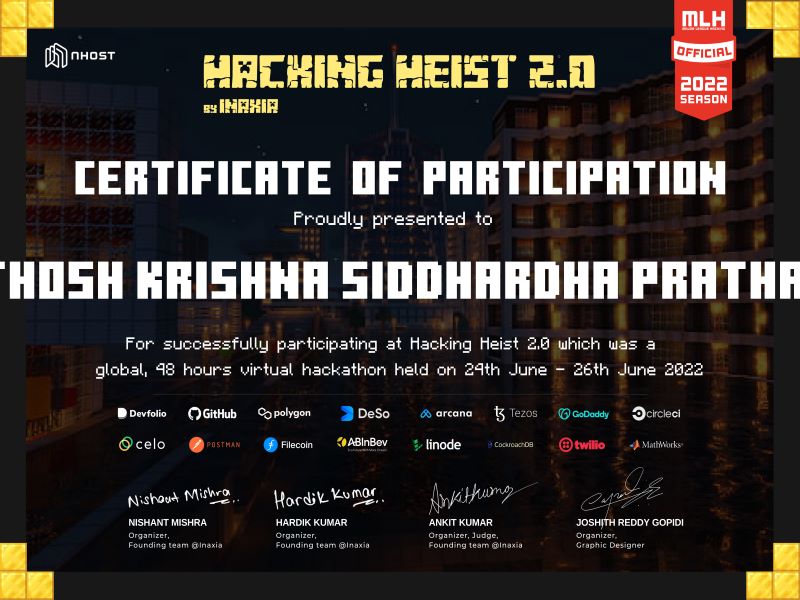 NHOST
HACKING HEIST 2.0
BY INAXIA
MLH
MAJOR LEAGUE HACKING
OFFICIAL
2022
SEASON
CERTIFICATE OF PARTICIPATION
Proudly presented to
THOSH KRISHNA SIDDHARDHA PRATHA
For successfully participating at Hacking Heist 2.0 which was a
global, 48 hours virtual hackathon held on 24th June - 26th June 2022
Devfolio GitHub polygon DeSo arcana Tezos GoDaddy circleci
celo POSTMAN Filecoin ABInBev linode CockroachDB twilio MathWorks
Nishant Mishra Hardik Kumar Ankitkumar
NISHANT MISHRA HARDIK KUMAR ANKIT KUMAR JOSHITH REDDY GOPIDI
Organizer, Organizer, Organizer, Judge, Organizer,
Founding team @Inaxia Founding team @Inaxia Founding team @Inaxia Graphic Designer